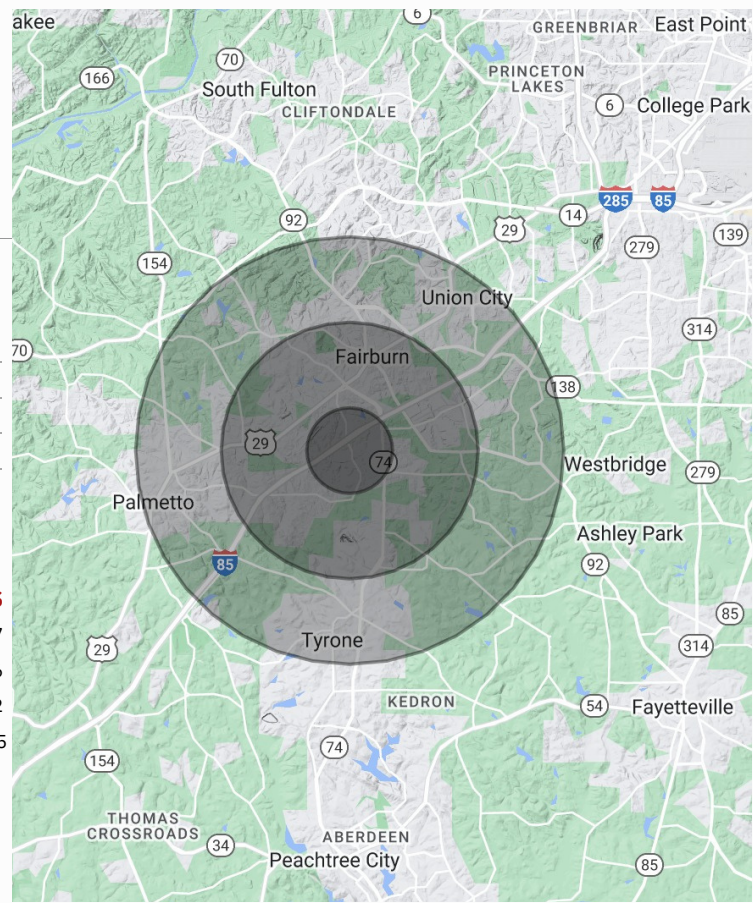 akee
6
GREENBRIAR
East Point
70
166
PRINCETON
LAKES
South Fulton
CLIFTONDALE
6
College Park
285
85
92
14
29
139
154
279
Union City
314
70
Fairburn
138
29
74
Westbridge
279
Palmetto
Ashley Park
85
92
85
Tyrone
29
314
KEDRON
54
Fayetteville
5
74
154
THOMAS
CROSSROADS
34
ABERDEEN
Peachtree City
85